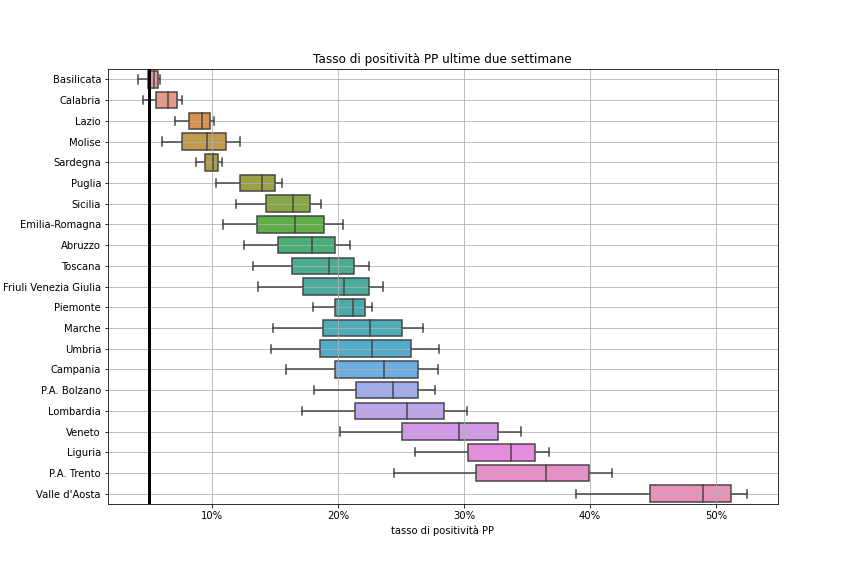 Tasso di positività PP ultime due settimane
Basilicata
Calabria
Lazio
Molise
Sardegna
Puglia
Sicilia
Emilia-Romagna
Abruzzo
Toscana
Friuli Venezia Giulia
Piemonte
Marche
Umbria
Campania
P.A. Bolzano
Lombardia
Veneto
Liguria
P.A. Trento
Valle d'Aosta
10% 20% 30% 40% 50%
tasso di positività PP